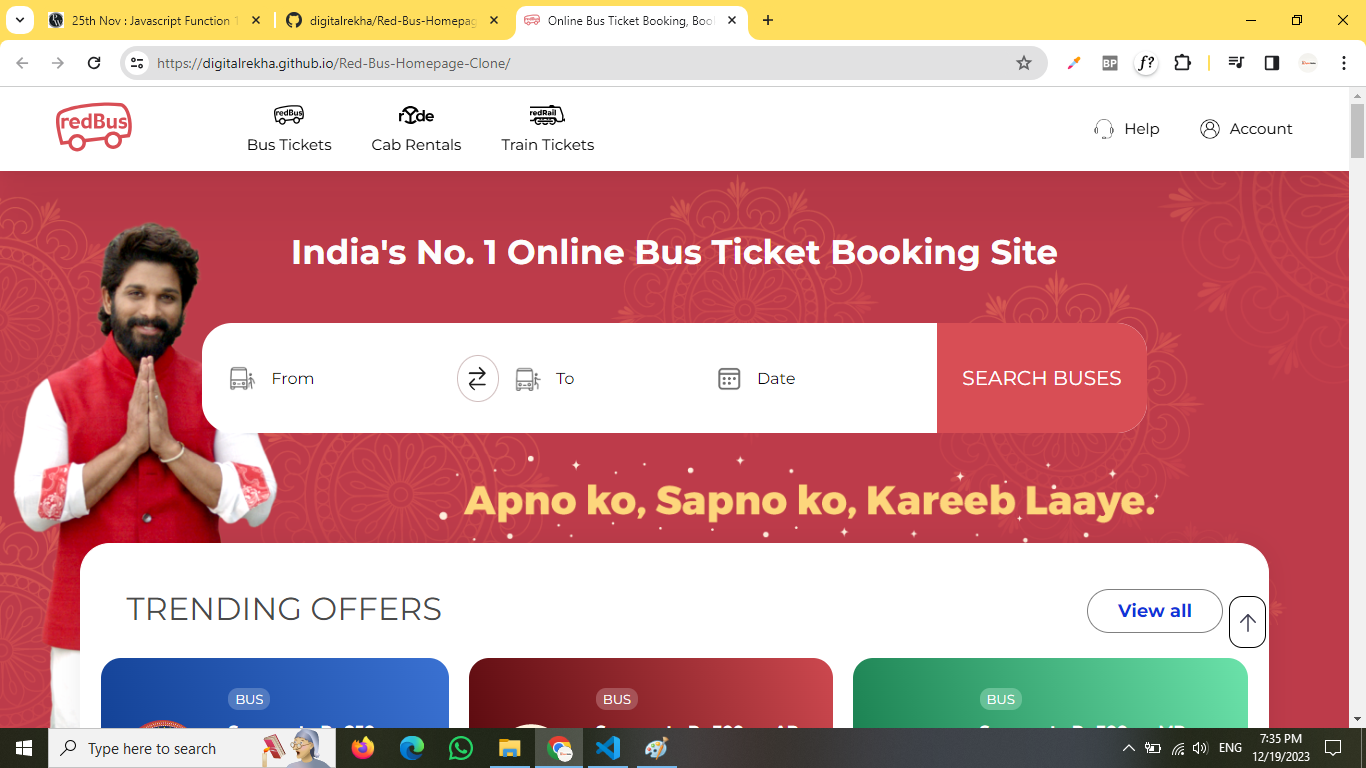 25th Nov : Javascript Function 1
digitalrekha/Red-Bus-Homepag
Online Bus Ticket Booking, Boo
https://digitalrekha.github.io/Red-Bus-Homepage-Clone/
BP
f?
redBus
redBus
Bus Tickets
ryde
Cab Rentals
redRail
Train Tickets
Help
Account
India's No. 1 Online Bus Ticket Booking Site
From
To
Date
SEARCH BUSES
Apno ko, Sapno ko, Kareeb Laaye.
TRENDING OFFERS
View all
BUS
BUS
BUS
Type here to search
ENG
7:35 PM
12/19/2023